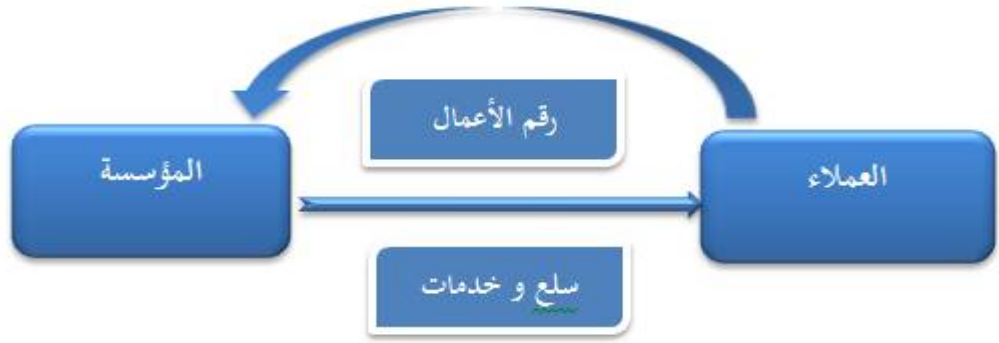 رقم الأعمال
العملاء
المؤسسة
سلع و خدمات